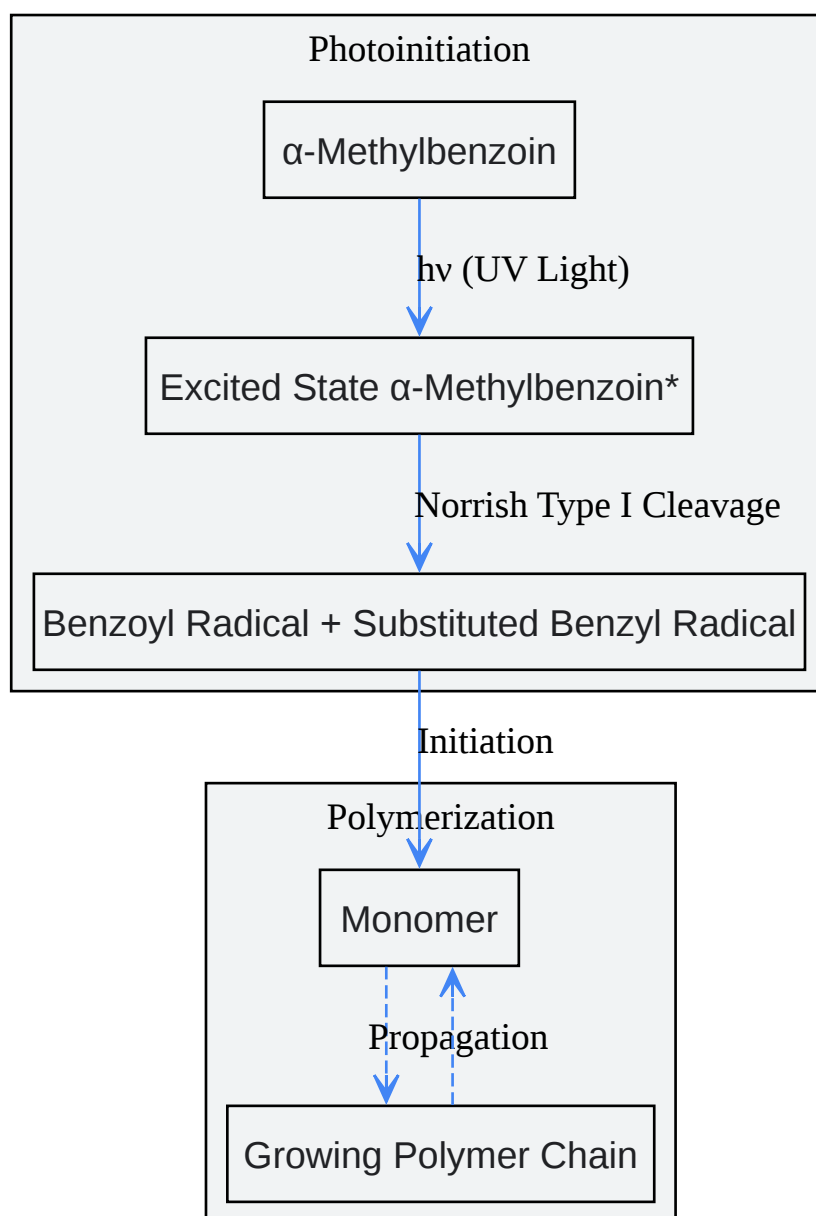 Photoinitiation
α-Methylbenzoin
hν (UV Light)
Excited State α-Methylbenzoin*
Norrish Type I Cleavage
Benzoyl Radical + Substituted Benzyl Radical
Initiation
Polymerization
Monomer
Propagation
Growing Polymer Chain